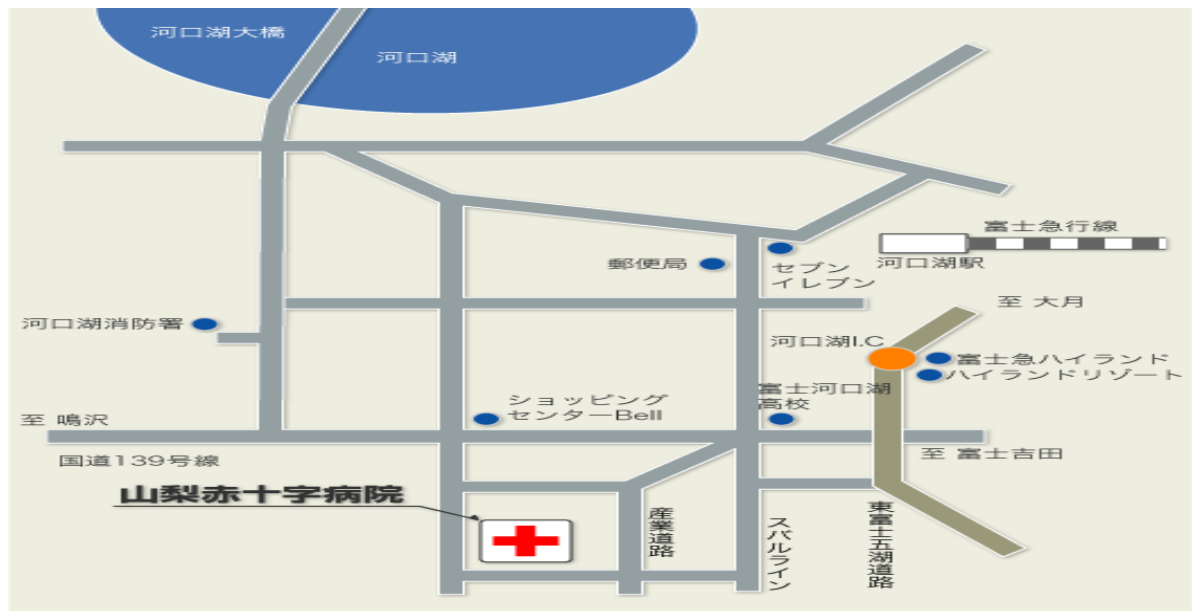 河口湖大橋
河口湖
富士急行線
郵便局
セブン
イレブン
河口湖駅
至 大月
河口湖消防署
河口湖I.C
富士急ハイランド
ハイランドリゾート
富士河口湖
高校
ショッピング
センターBell
至 鳴沢
国道139号線
至 富士吉田
山梨赤十字病院
産業道路
スバルライン
東富士五湖道路